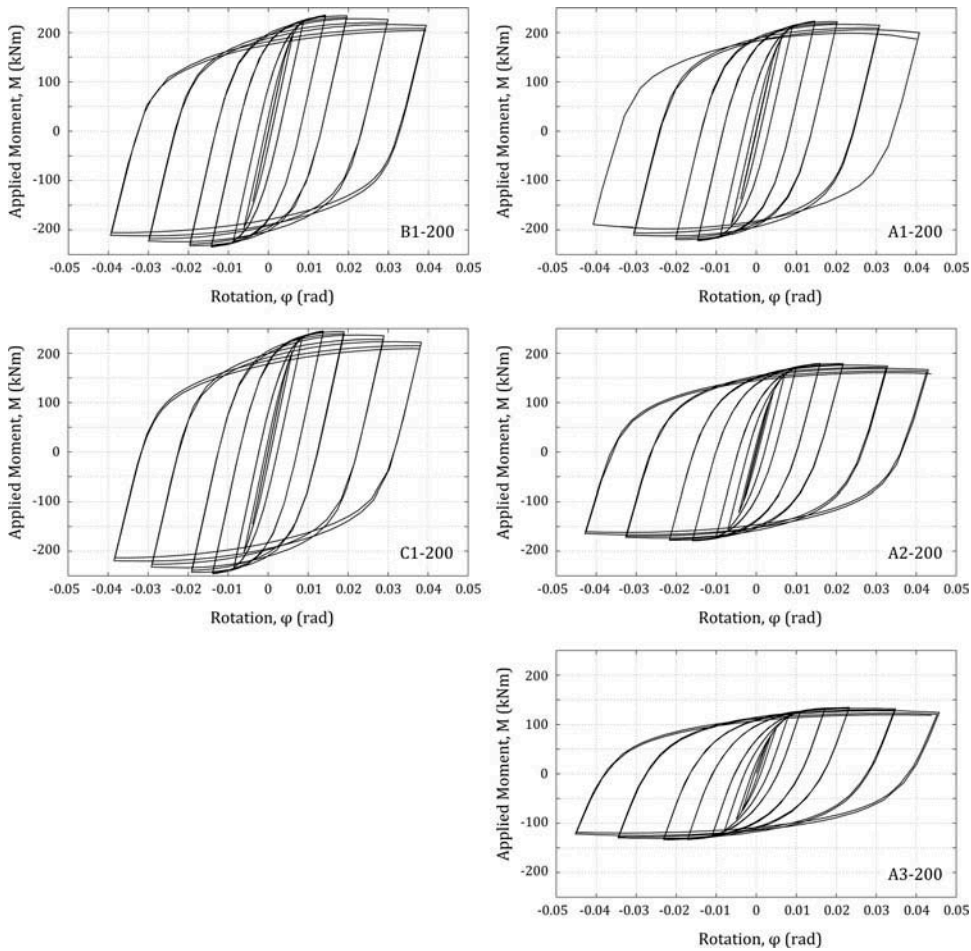 Applied Moment, M (kNm)
200
100
0
-100
-200
B1-200
-0.05 -0.04 -0.03 -0.02 -0.01 0 0.01 0.02 0.03 0.04 0.05
Rotation, φ (rad)
Applied Moment, M (kNm)
200
100
0
-100
-200
A1-200
-0.05 -0.04 -0.03 -0.02 -0.01 0 0.01 0.02 0.03 0.04 0.05
Rotation, φ (rad)
Applied Moment, M (kNm)
200
100
0
-100
-200
C1-200
-0.05 -0.04 -0.03 -0.02 -0.01 0 0.01 0.02 0.03 0.04 0.05
Rotation, φ (rad)
Applied Moment, M (kNm)
200
100
0
-100
-200
A2-200
-0.05 -0.04 -0.03 -0.02 -0.01 0 0.01 0.02 0.03 0.04 0.05
Rotation, φ (rad)
Applied Moment, M (kNm)
200
100
0
-100
-200
A3-200
-0.05 -0.04 -0.03 -0.02 -0.01 0 0.01 0.02 0.03 0.04 0.05
Rotation, φ (rad)